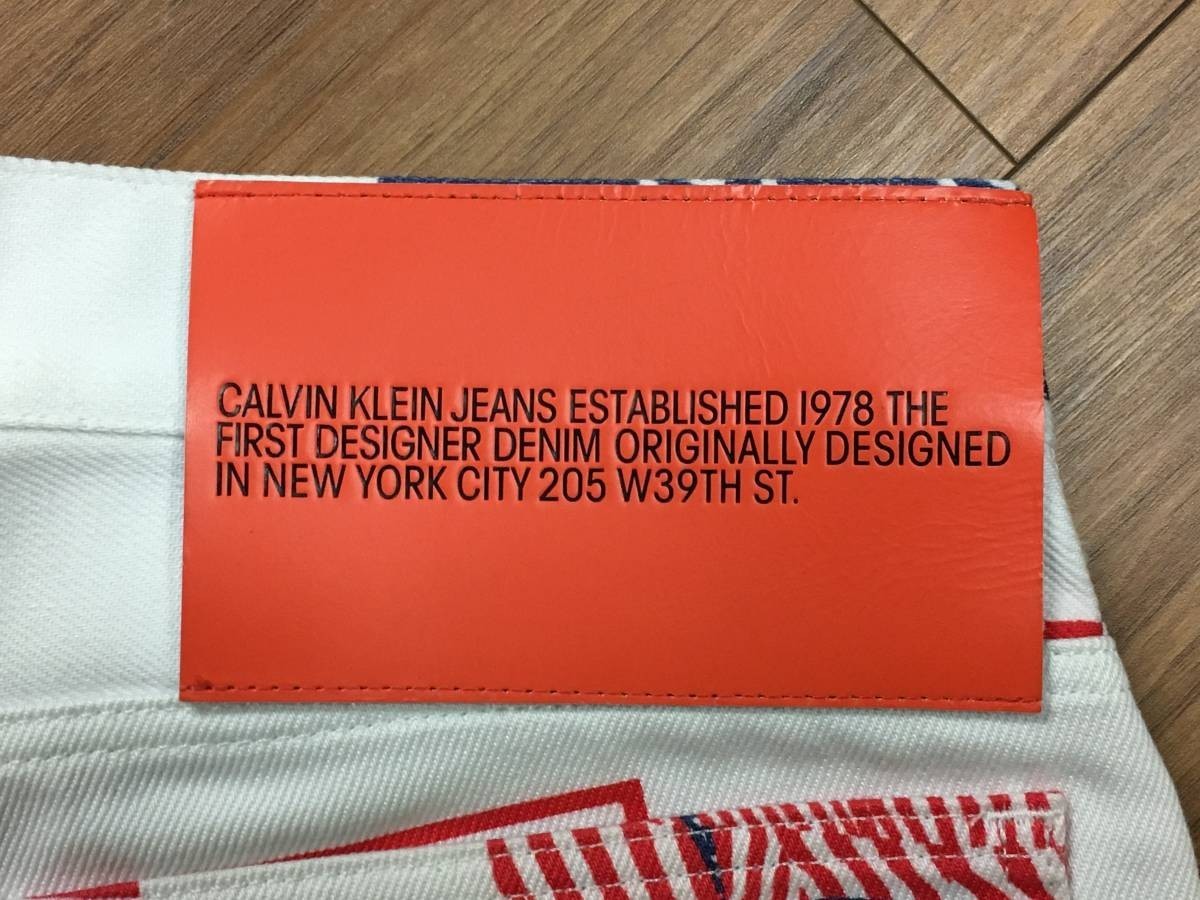 CALVIN KLEIN JEANS ESTABLISHED 1978 THE
FIRST DESIGNER DENIM ORIGINALLY DESIGNED
IN NEW YORK CITY 205 W39TH ST.